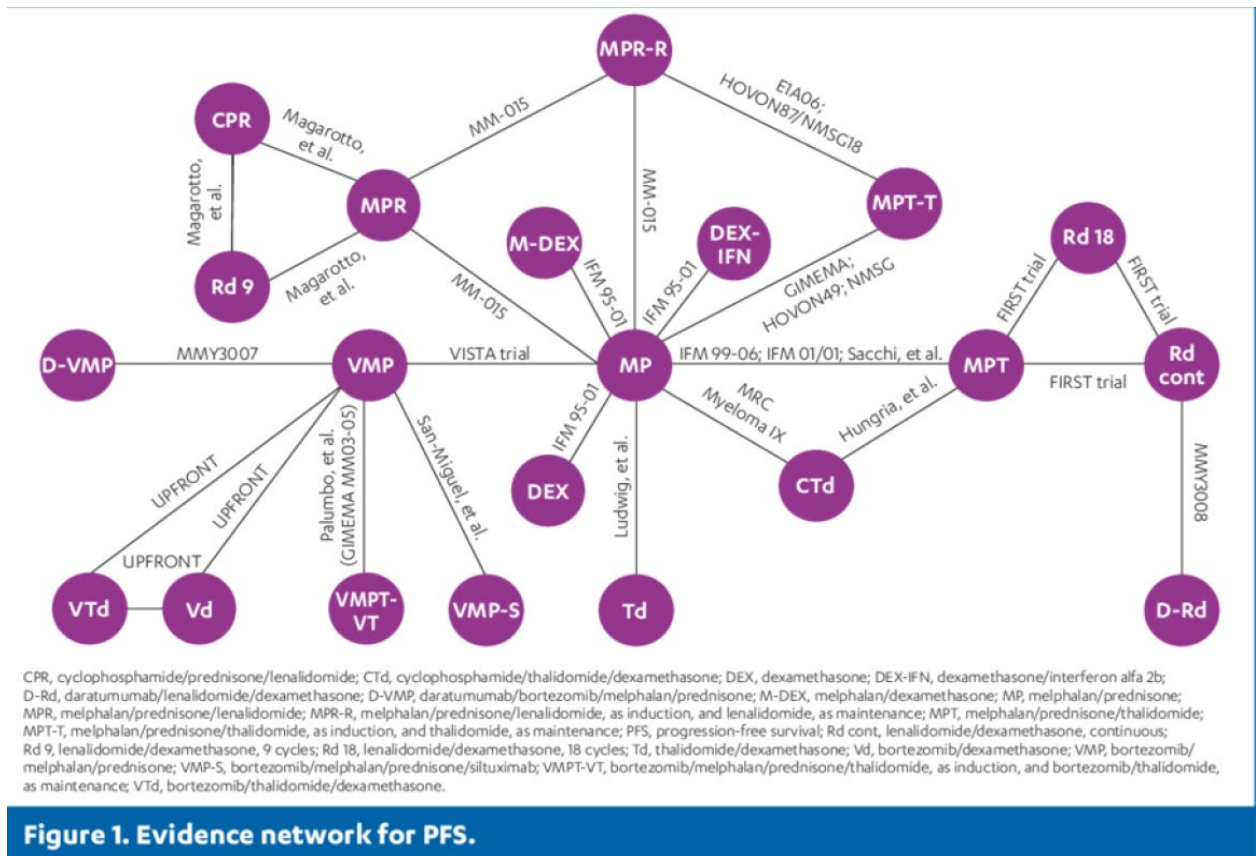 MPR-R
E1A06;
HOVON87/NMSG18
MM-015
CPR
Magarotto,
et al.
Magarotto,
et al.
MPR
MM-015
MPT-T
M-DEX
DEX-
IFN
Rd 18
Rd 9
Magarotto,
et al.
MM-015
IFM 95-01
IFM 95-01
GIMEMA;
HOVON49; NMSG
FIRST trial
FIRST trial
D-VMP
MMY3007
VMP
VISTA trial
MP
IFM 99-06; IFM 01/01; Sacchi, et al.
MPT
FIRST trial
Rd
cont
UPFRONT
UPFRONT
Palumbo, et al.
(GIMEMA MM03-05)
San-Miguel, et al.
IFM 95-01
DEX
Ludwig, et al.
MRC
Myeloma IX
Hungria, et al.
CTd
MMY3008
UPFRONT
VTd
Vd
VMPT-
VT
VMP-S
Td
D-Rd
CPR, cyclophosphamide/prednisone/lenalidomide; CTd, cyclophosphamide/thalidomide/dexamethasone; DEX, dexamethasone; DEX-IFN, dexamethasone/interferon alfa 2b;
D-Rd, daratumumab/lenalidomide/dexamethasone; D-VMP, daratumumab/bortezomib/melphalan/prednisone; M-DEX, melphalan/dexamethasone; MP, melphalan/prednisone;
MPR, melphalan/prednisone/lenalidomide; MPR-R, melphalan/prednisone/lenalidomide, as induction, and lenalidomide, as maintenance; MPT, melphalan/prednisone/thalidomide;
MPT-T, melphalan/prednisone/thalidomide, as induction, and thalidomide, as maintenance; PFS, progression-free survival; Rd cont, lenalidomide/dexamethasone, continuous;
Rd 9, lenalidomide/dexamethasone, 9 cycles; Rd 18, lenalidomide/dexamethasone, 18 cycles; Td, thalidomide/dexamethasone; Vd, bortezomib/dexamethasone; VMP, bortezomib/
melphalan/prednisone; VMP-S, bortezomib/melphalan/prednisone/siltuximab; VMPT-VT, bortezomib/melphalan/prednisone/thalidomide, as induction, and bortezomib/thalidomide,
as maintenance; VTd, bortezomib/thalidomide/dexamethasone.
Figure 1. Evidence network for PFS.